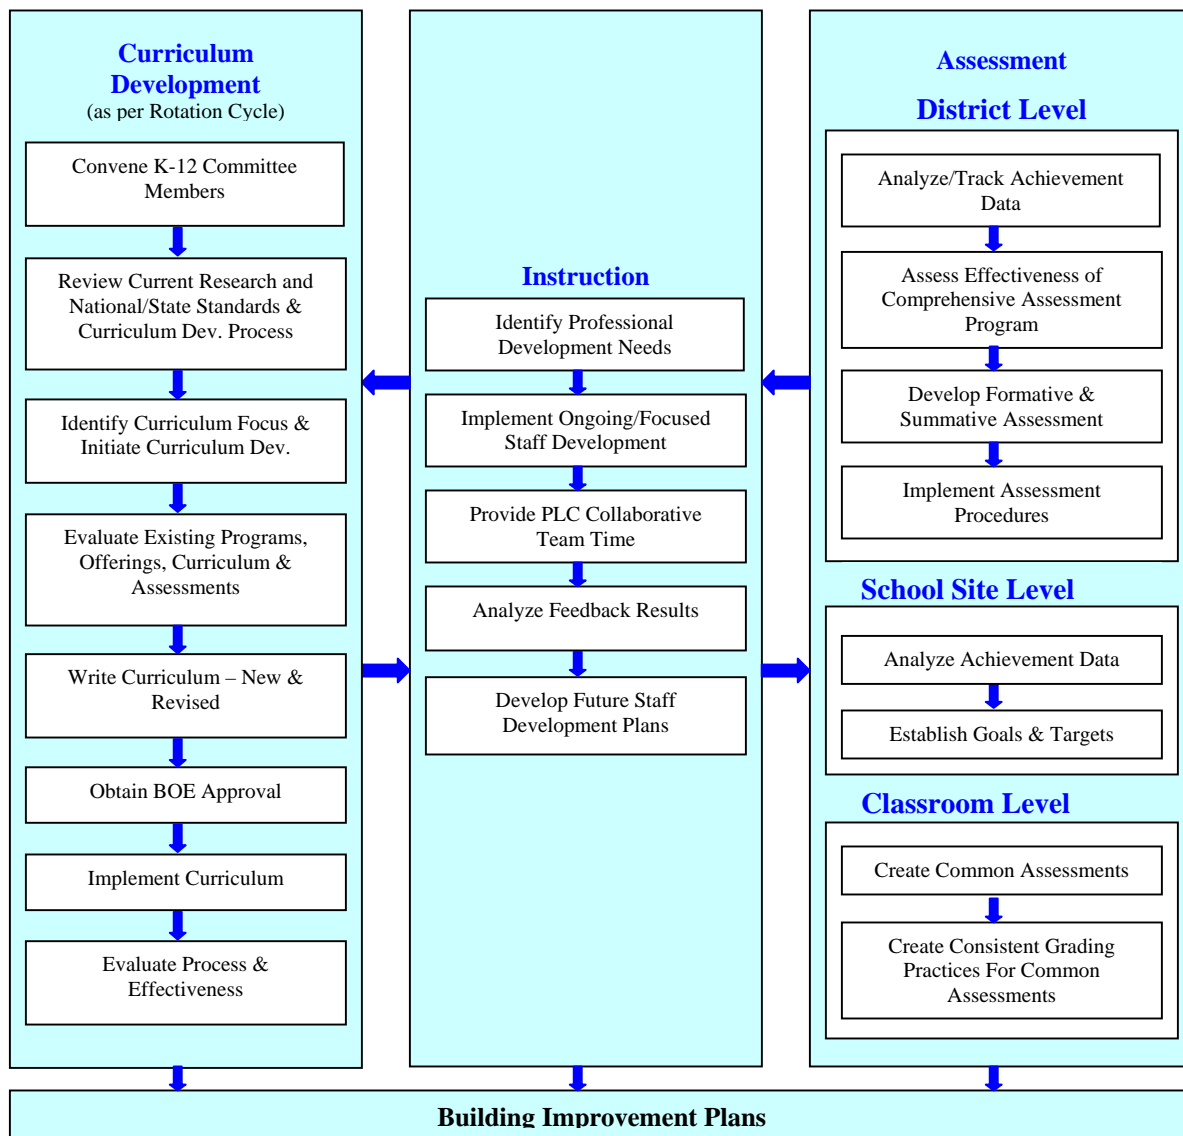 Curriculum
Development
(as per Rotation Cycle)
Convene K-12 Committee
Members
Review Current Research and
National/State Standards &
Curriculum Dev. Process
Identify Curriculum Focus &
Initiate Curriculum Dev.
Evaluate Existing Programs,
Offerings, Curriculum &
Assessments
Write Curriculum – New &
Revised
Obtain BOE Approval
Implement Curriculum
Evaluate Process &
Effectiveness
Instruction
Identify Professional
Development Needs
Implement Ongoing/Focused
Staff Development
Provide PLC Collaborative
Team Time
Analyze Feedback Results
Develop Future Staff
Development Plans
Assessment
District Level
Analyze/Track Achievement
Data
Assess Effectiveness of
Comprehensive Assessment
Program
Develop Formative &
Summative Assessment
Implement Assessment
Procedures
School Site Level
Analyze Achievement Data
Establish Goals & Targets
Classroom Level
Create Common Assessments
Create Consistent Grading
Practices For Common
Assessments
Building Improvement Plans